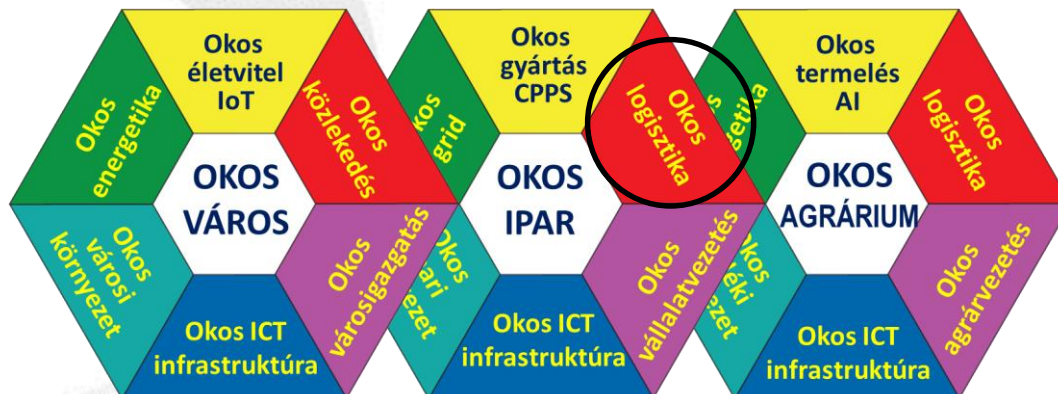 Okos
életvitel
IoT
Okos
energetika
Okos
közlekedés
OKOS
VÁROS
Okos
városi
környezet
Okos
városigazgatás
Okos ICT
infrastruktúra
Okos
gyártás
CPPS
grid
Okos
logisztika
OKOS
IPAR
Okos
vállalatvezetés
Okos ICT
infrastruktúra
Okos
termelés
AI
Okos
logisztika
OKOS
AGRÁRIUM
Okos
agrárvezetés
Okos ICT
infrastruktúra